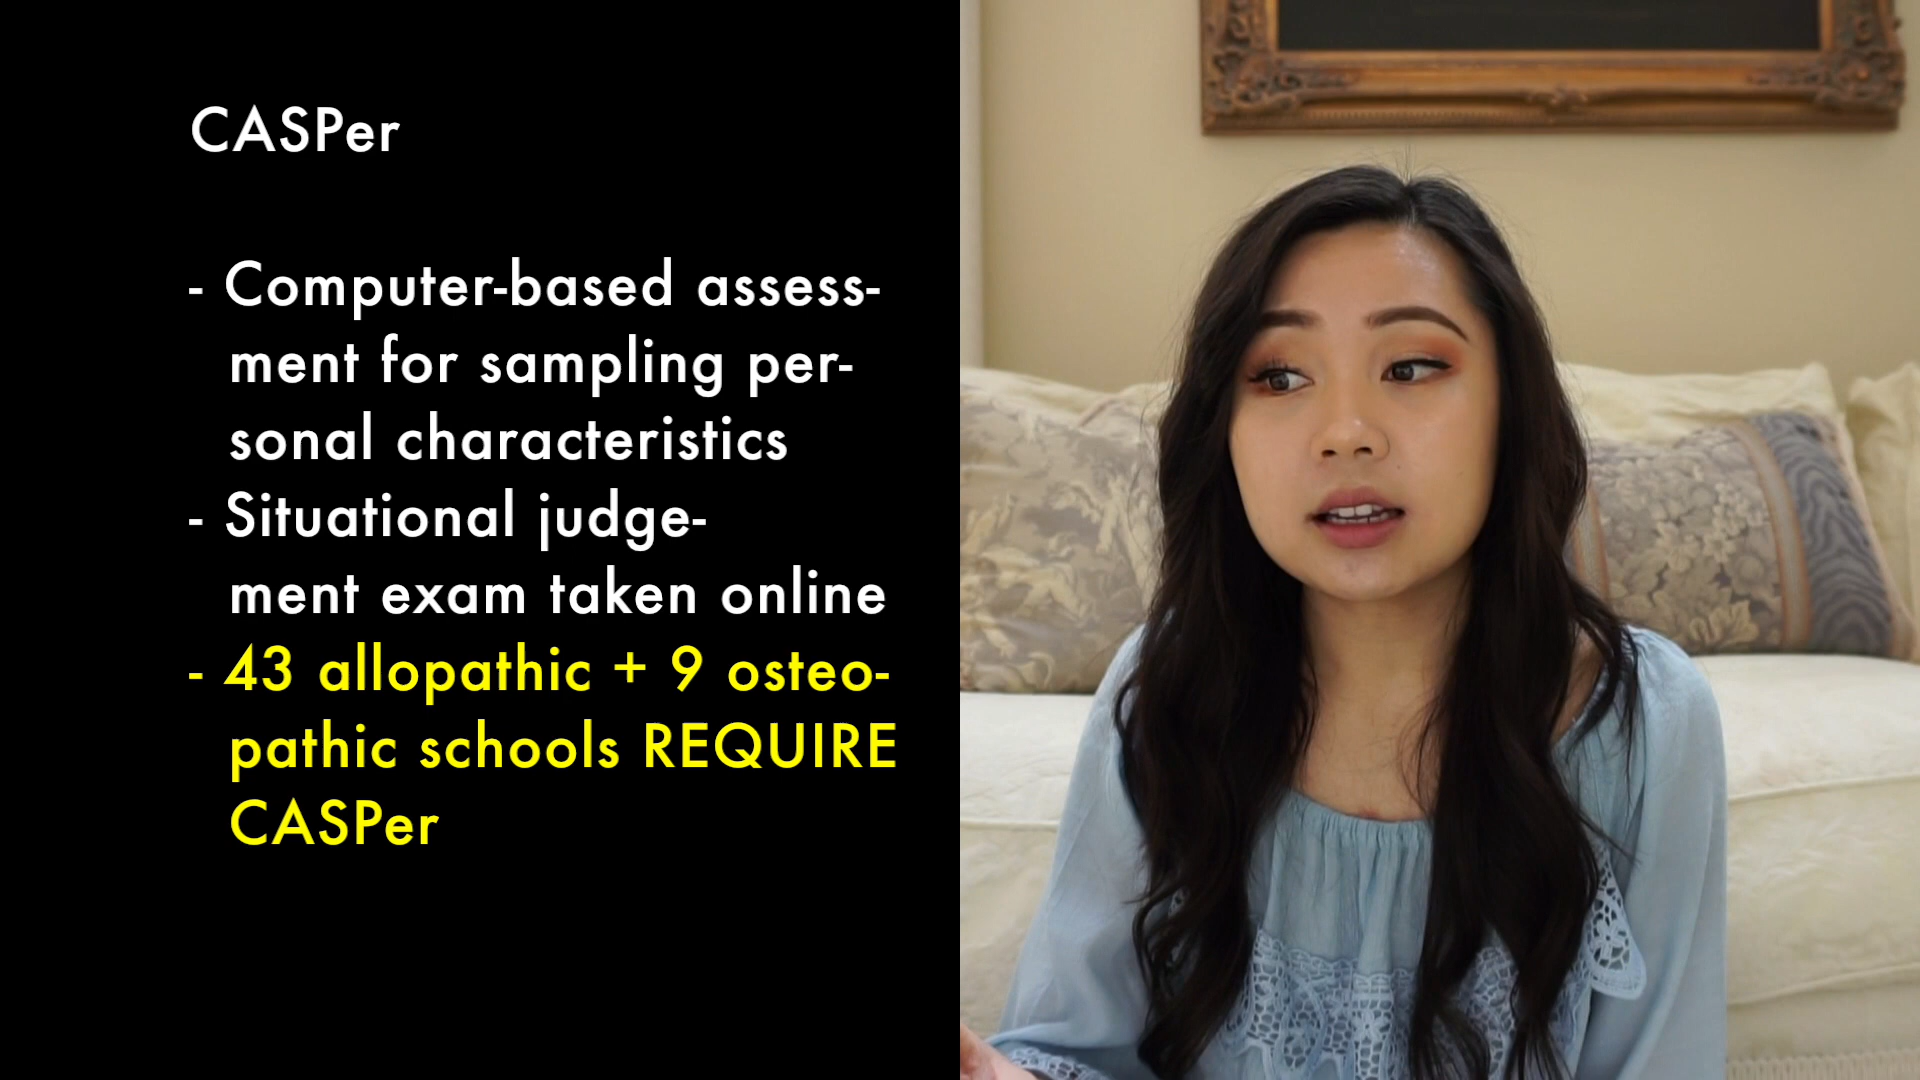 CASPer
- Computer-based assess-
ment for sampling per-
sonal characteristics
- Situational judge-
ment exam taken online
- 43 allopathic + 9 osteo-
pathic schools REQUIRE
CASPer